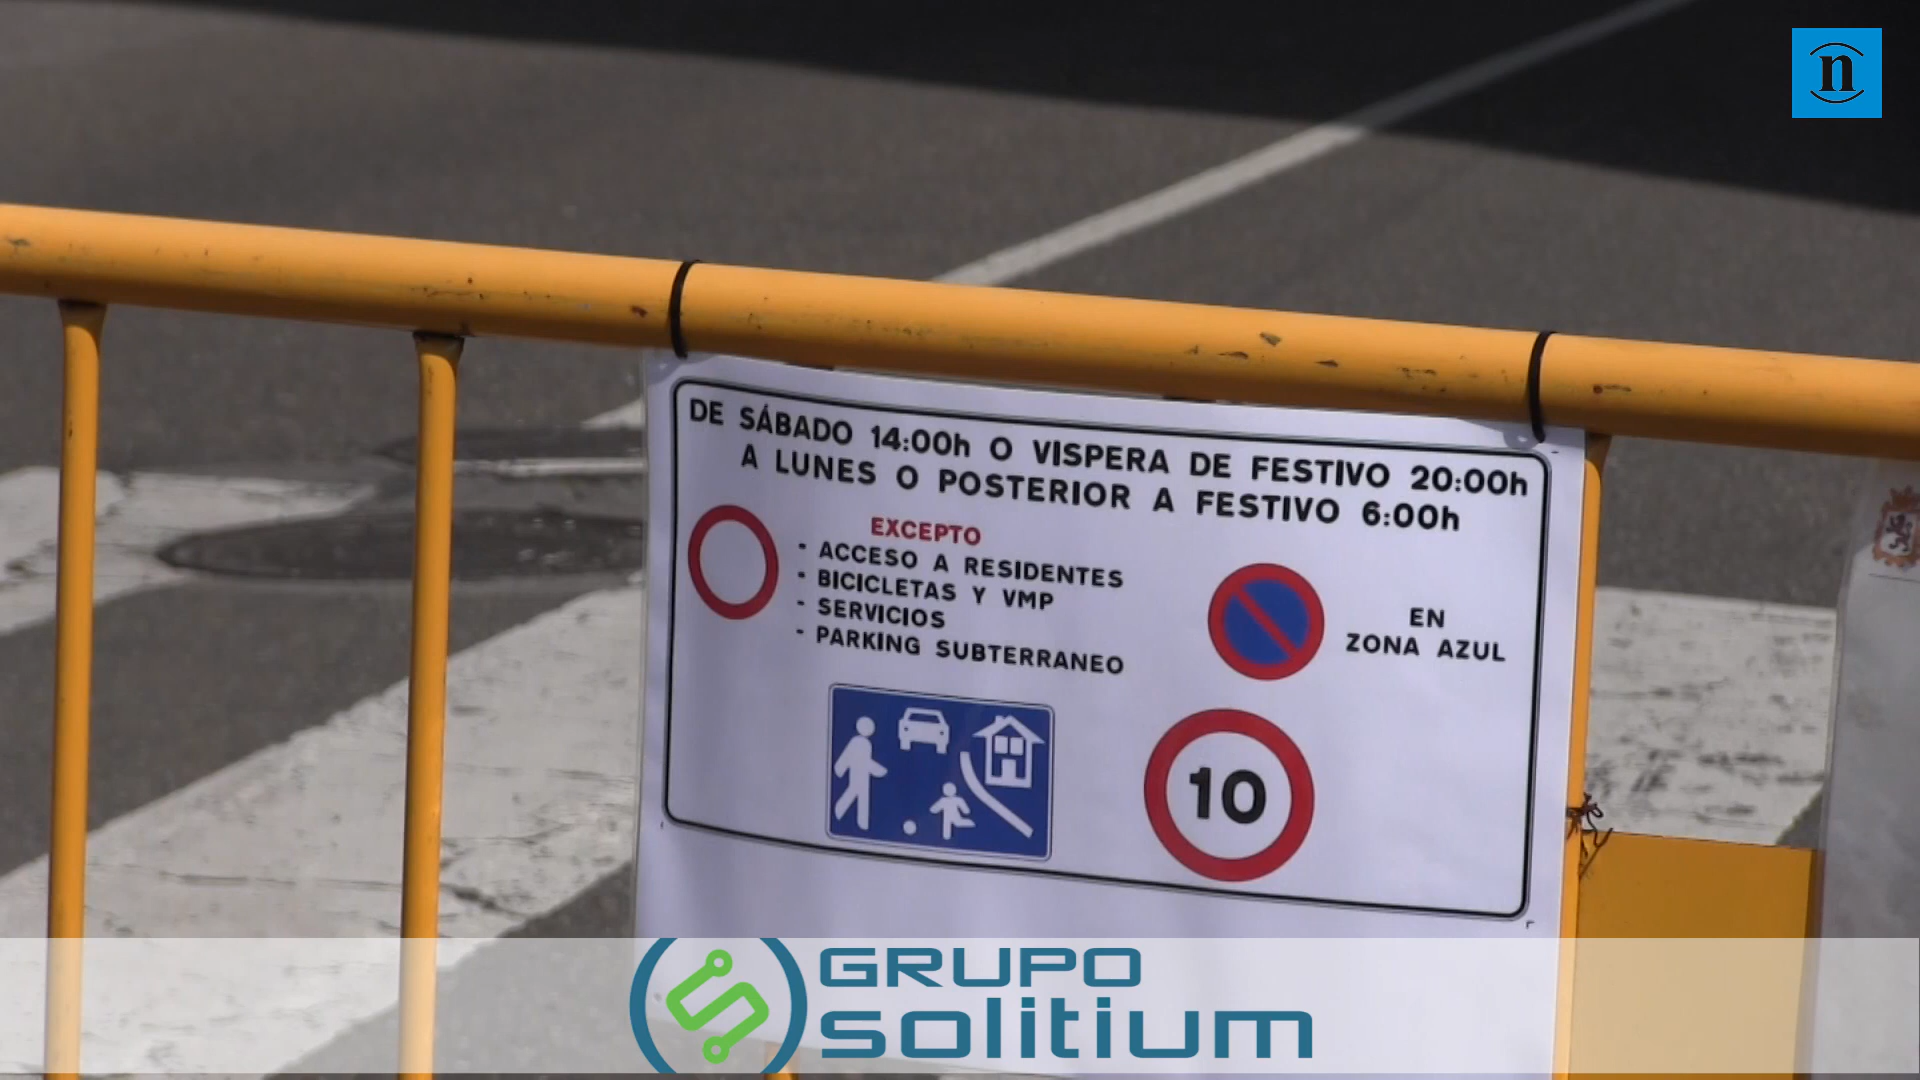 n
DE SÁBADO 14:00h O VISPERA DE FESTIVO 20:00h
A LUNES O POSTERIOR A FESTIVO 6:00h
EXCEPTO
- ACCESO A RESIDENTES
- BICICLETAS Y VMP
- SERVICIOS
- PARKING SUBTERRANEO
EN
ZONA AZUL
10
GRUPO
solitium